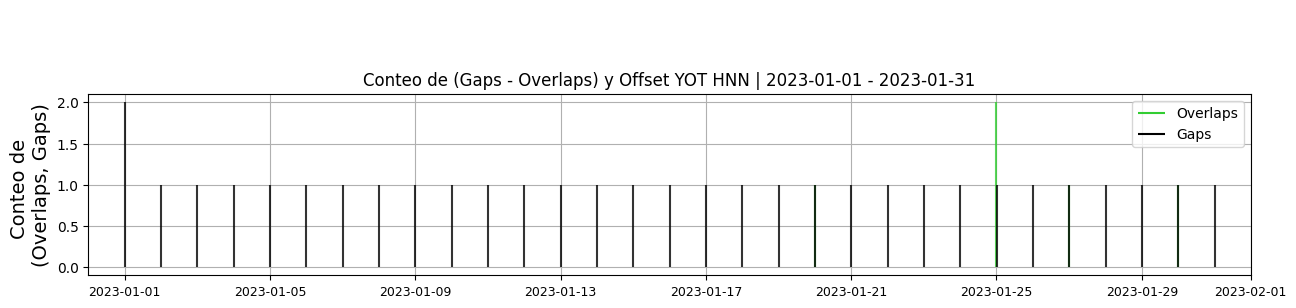 Conteo de (Gaps - Overlaps) y Offset YOT HNN | 2023-01-01 - 2023-01-31
Conteo de
(Overlaps, Gaps)
2.0
1.5
1.0
0.5
0.0
Overlaps
Gaps
2023-01-01 2023-01-05 2023-01-09 2023-01-13 2023-01-17 2023-01-21 2023-01-25 2023-01-29 2023-02-01